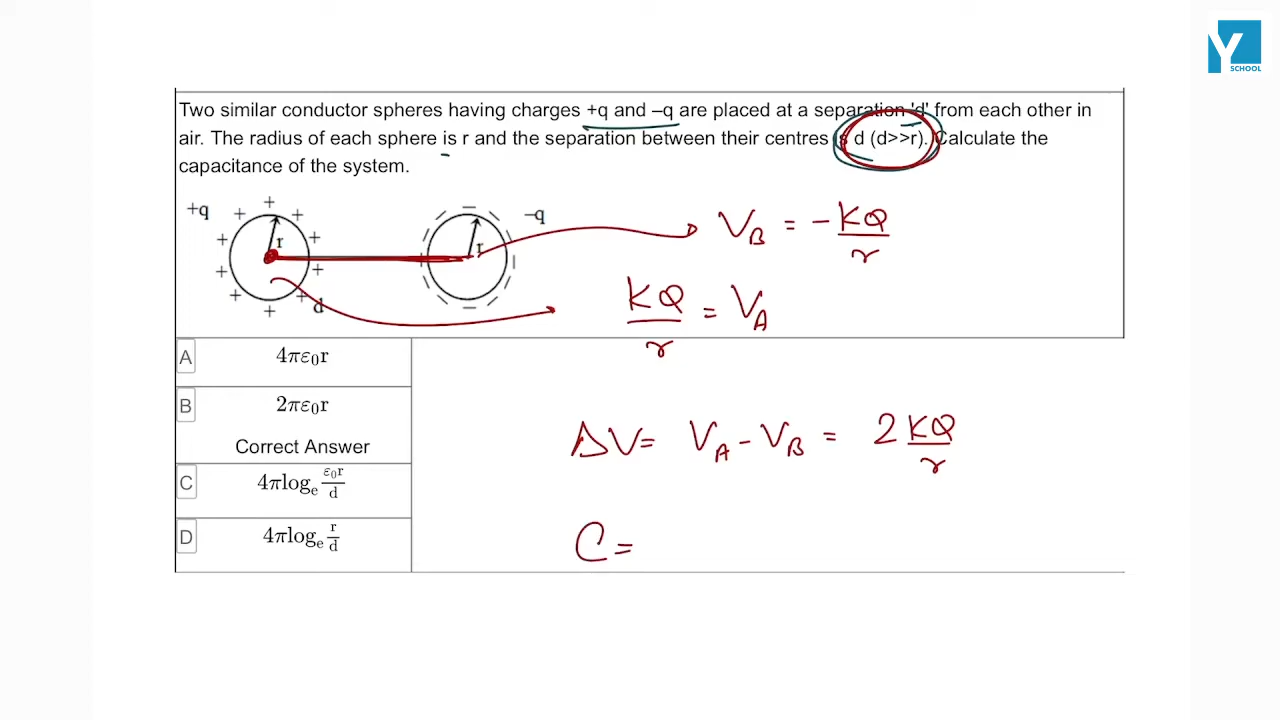 Y
SCHOOL
Two similar conductor spheres having charges +q and –q are placed at a separation 'd' from each other in
air. The radius of each sphere is r and the separation between their centres is d (d>>r). Calculate the
capacitance of the system.
+q
r
d
r
–q
V_B = - KQ/r
KQ/r = V_A
A 4πε₀r
B 2πε₀r
Correct Answer
C 4πlogₑ ε₀r/d
D 4πlogₑ r/d
ΔV = V_A - V_B = 2 KQ/r
C =